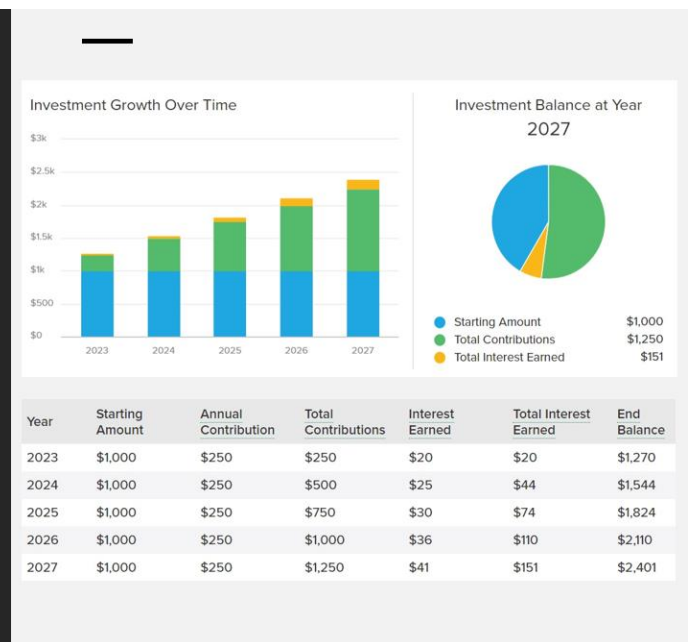 Investment Growth Over Time
$3k
$2.5k
$2k
$1.5k
$1k
$500
$0
2023 2024 2025 2026 2027
Investment Balance at Year
2027
Starting Amount $1,000
Total Contributions $1,250
Total Interest Earned $151
Year Starting Amount Annual Contribution Total Contributions Interest Earned Total Interest Earned End Balance
2023 $1,000 $250 $250 $20 $20 $1,270
2024 $1,000 $250 $500 $25 $44 $1,544
2025 $1,000 $250 $750 $30 $74 $1,824
2026 $1,000 $250 $1,000 $36 $110 $2,110
2027 $1,000 $250 $1,250 $41 $151 $2,401